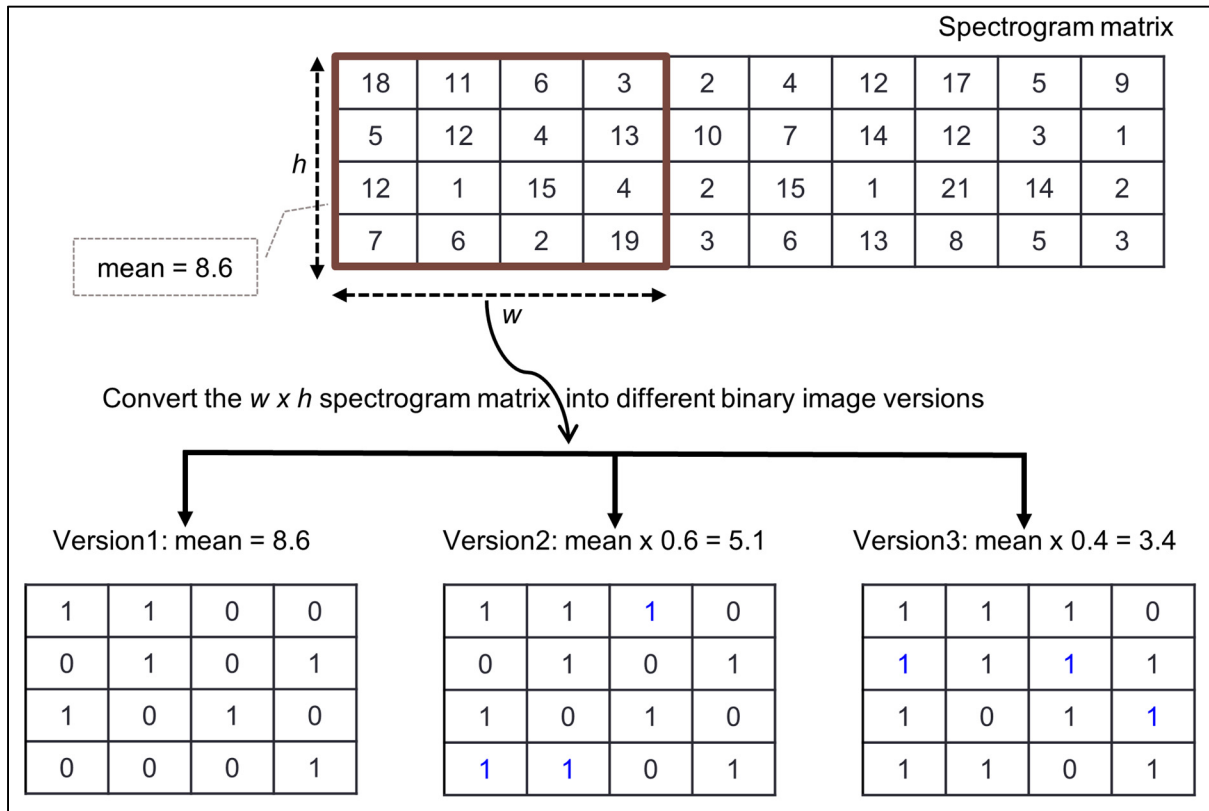 Spectrogram matrix
18 11 6 3 2 4 12 17 5 9
5 12 4 13 10 7 14 12 3 1
h
12 1 15 4 2 15 1 21 14 2
7 6 2 19 3 6 13 8 5 3
mean = 8.6
w
Convert the w x h spectrogram matrix into different binary image versions
Version1: mean = 8.6
1 1 0 0
0 1 0 1
1 0 1 0
0 0 0 1
Version2: mean x 0.6 = 5.1
1 1 1 0
0 1 0 1
1 0 1 0
1 1 0 1
Version3: mean x 0.4 = 3.4
1 1 1 0
1 1 1 1
1 0 1 1
1 1 0 1